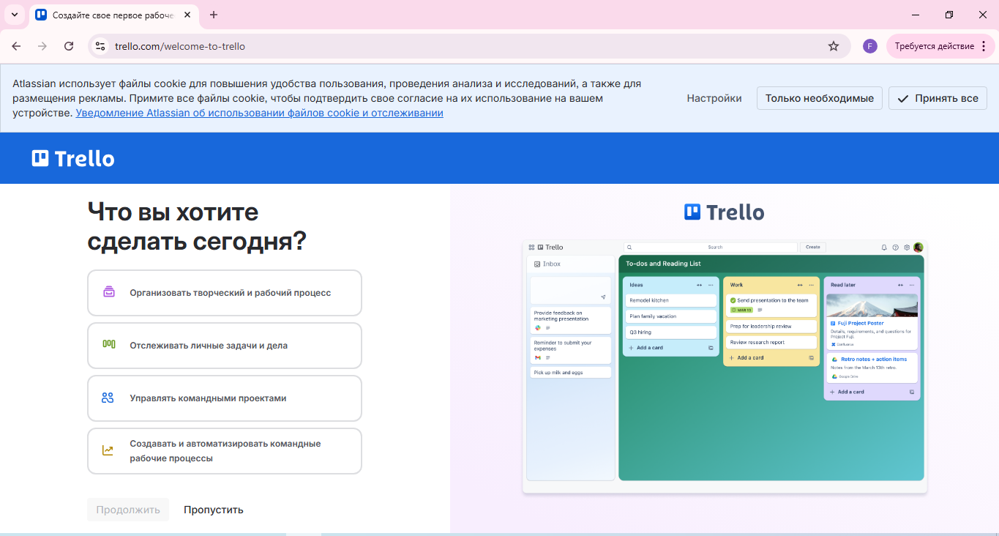 Создайте свое первое рабоче
trello.com/welcome-to-trello
F
Требуется действие
Atlassian использует файлы cookie для повышения удобства пользования, проведения анализа и исследований, а также для
размещения рекламы. Примите все файлы cookie, чтобы подтвердить свое согласие на их использование на вашем
устройстве. Уведомление Atlassian об использовании файлов cookie и отслеживании
Настройки
Только необходимые
Принять все
Trello
Что вы хотите
сделать сегодня?
Организовать творческий и рабочий процесс
Отслеживать личные задачи и дела
Управлять командными проектами
Создавать и автоматизировать командные
рабочие процессы
Продолжить
Пропустить
Trello
Trello
Search
Create
Inbox
Provide feedback on
marketing presentation
Reminder to submit your
expenses
Pick up milk and eggs
To-dos and Reading List
Ideas
Remodel kitchen
Plan family vacation
Q3 hiring
Add a card
Work
Send presentation to the team
MAR 13
Prep for leadership review
Review research report
Add a card
Read later
Fuji Project Poster
Details, requirements, and questions for
Project Fuji.
Confluence
Retro notes + action items
Notes from the March 13th retro.
Google Drive
Add a card